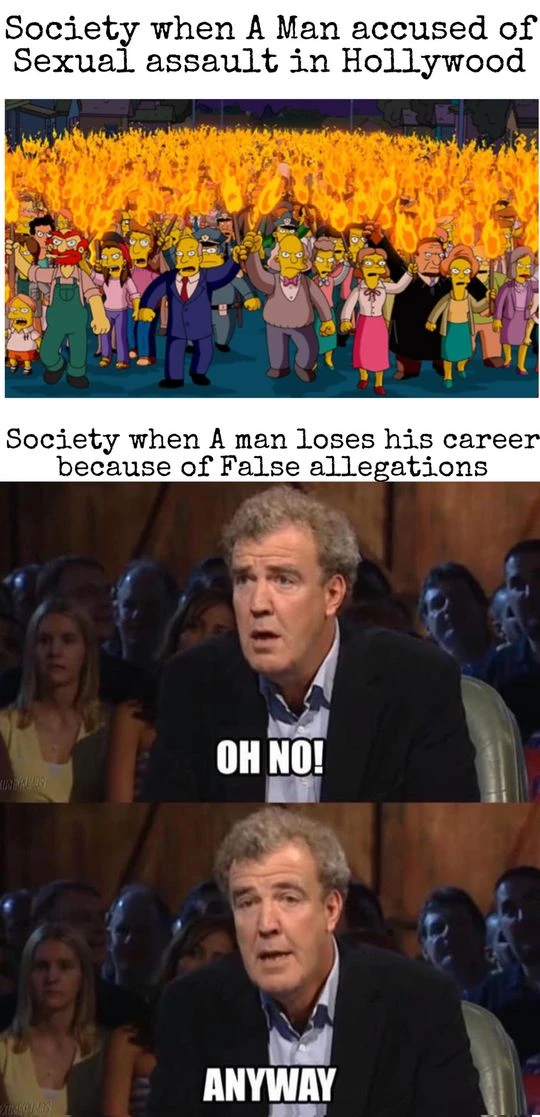 Society when A Man accused of
Sexual assault in Hollywood
Society when A man loses his career
because of False allegations
OH NO!
ANYWAY